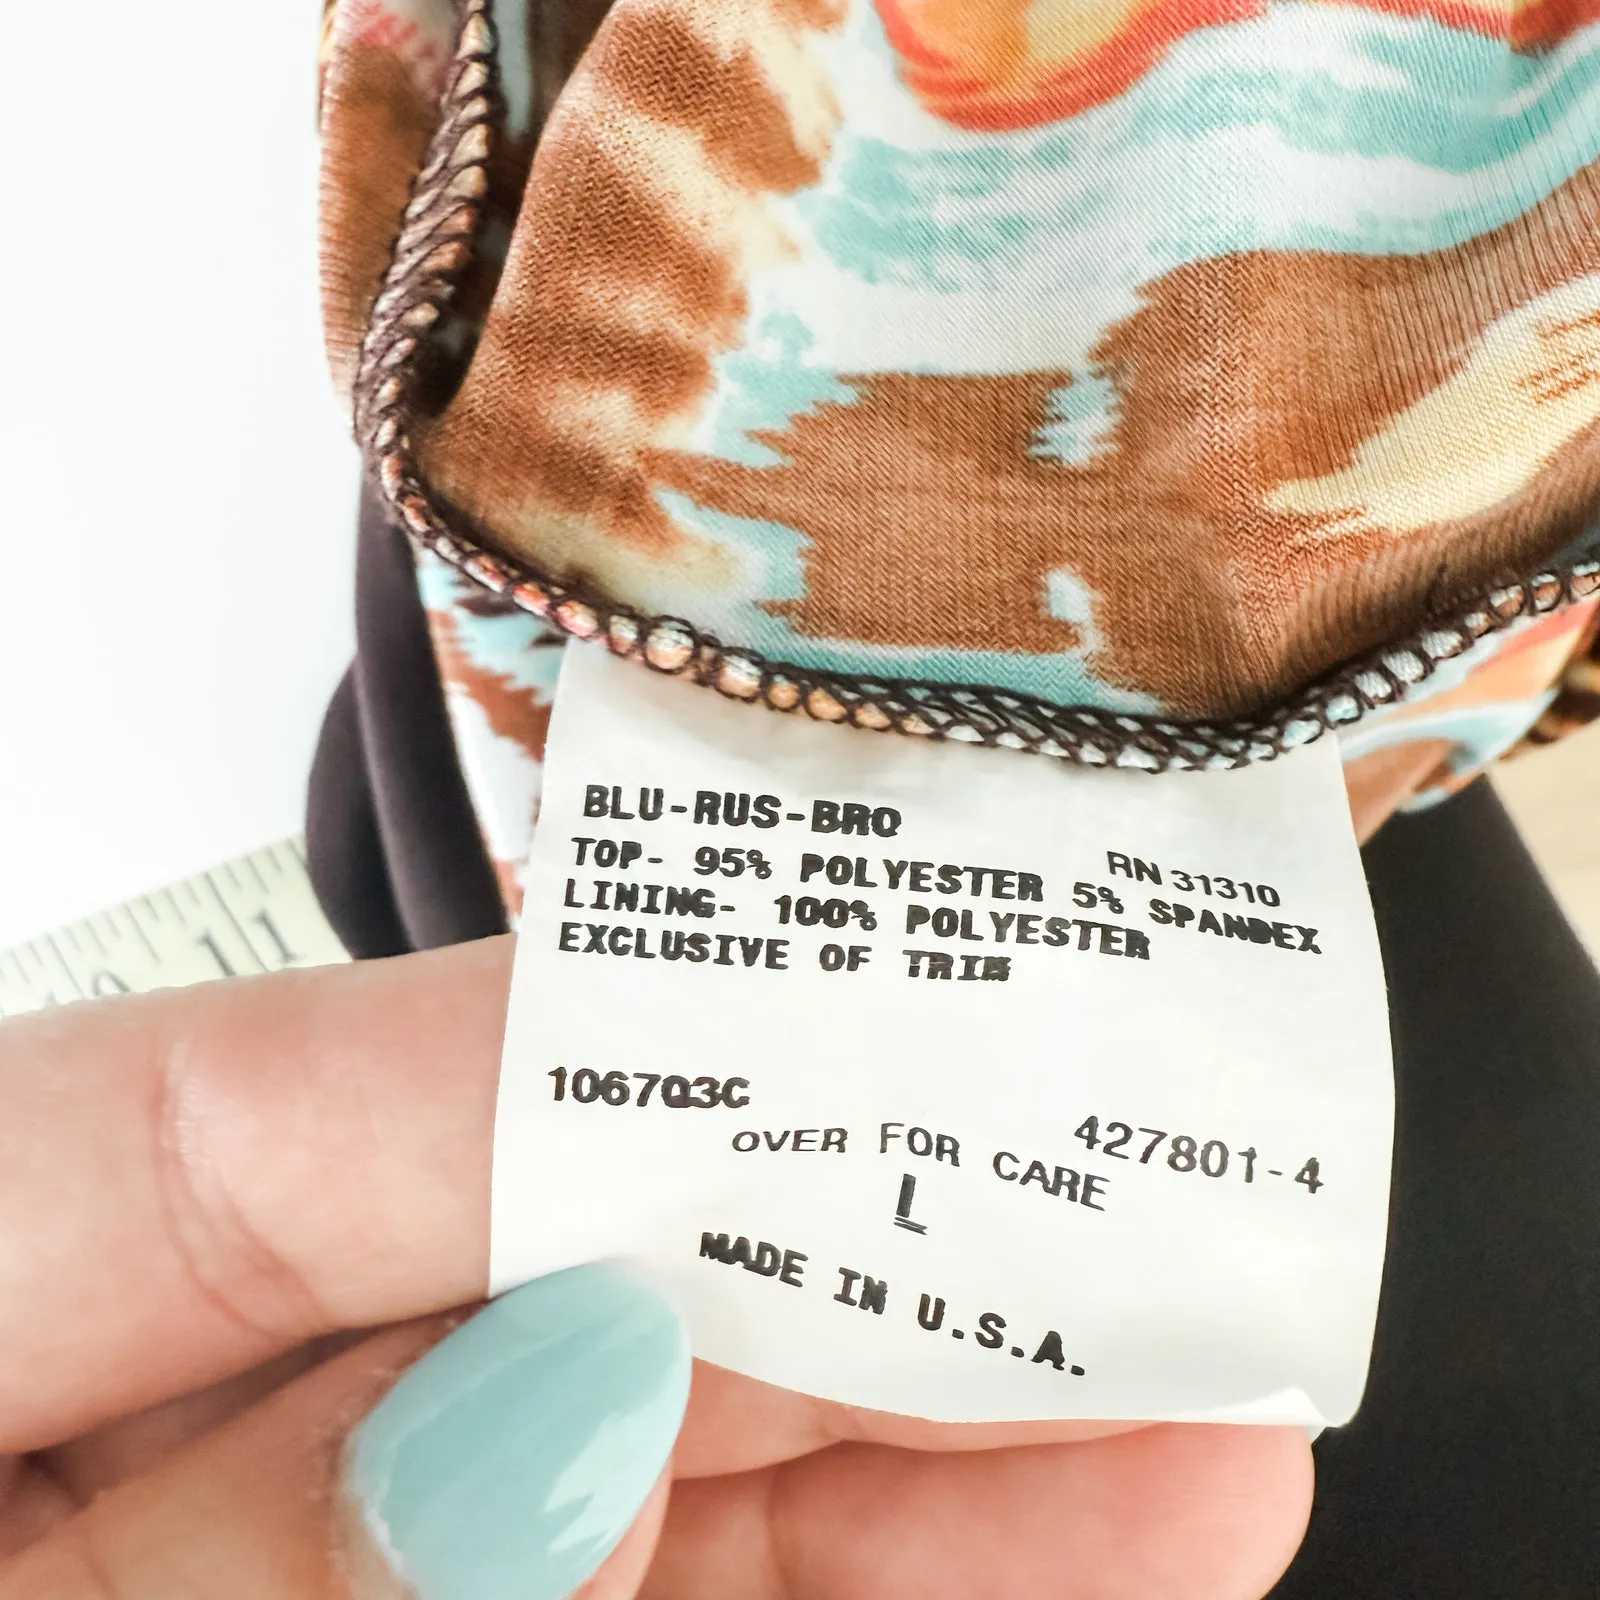 BLU-RUS-BRO
RN 31310
TOP- 95% POLYESTER 5% SPANDEX
LINING- 100% POLYESTER
EXCLUSIVE OF TRIM
106703C
427801-4
OVER FOR CARE
L
MADE IN U.S.A.
11